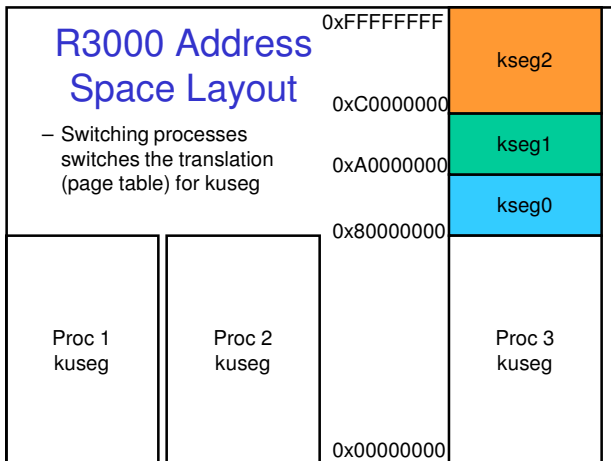 R3000 Address
Space Layout
– Switching processes
switches the translation
(page table) for kuseg
0xFFFFFFFF
kseg2
0xC0000000
kseg1
0xA0000000
kseg0
0x80000000
Proc 1
kuseg
Proc 2
kuseg
Proc 3
kuseg
0x00000000